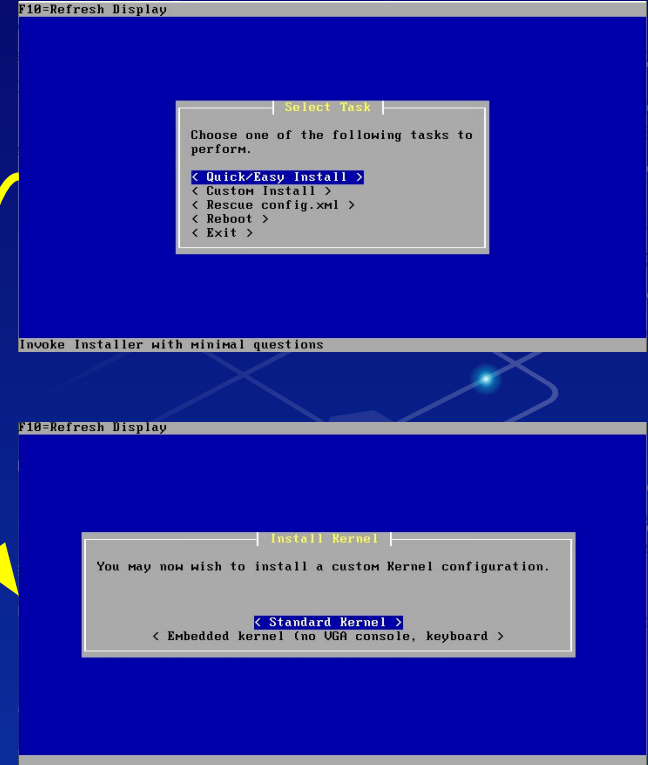 F10=Refresh Display
Select Task
Choose one of the following tasks to
perform.
< Quick/Easy Install >
< Custom Install >
< Rescue config.xml >
< Reboot >
< Exit >
Invoke Installer with minimal questions
F10=Refresh Display
Install Kernel
You may now wish to install a custom Kernel configuration.
< Standard Kernel >
< Embedded kernel (no VGA console, keyboard >